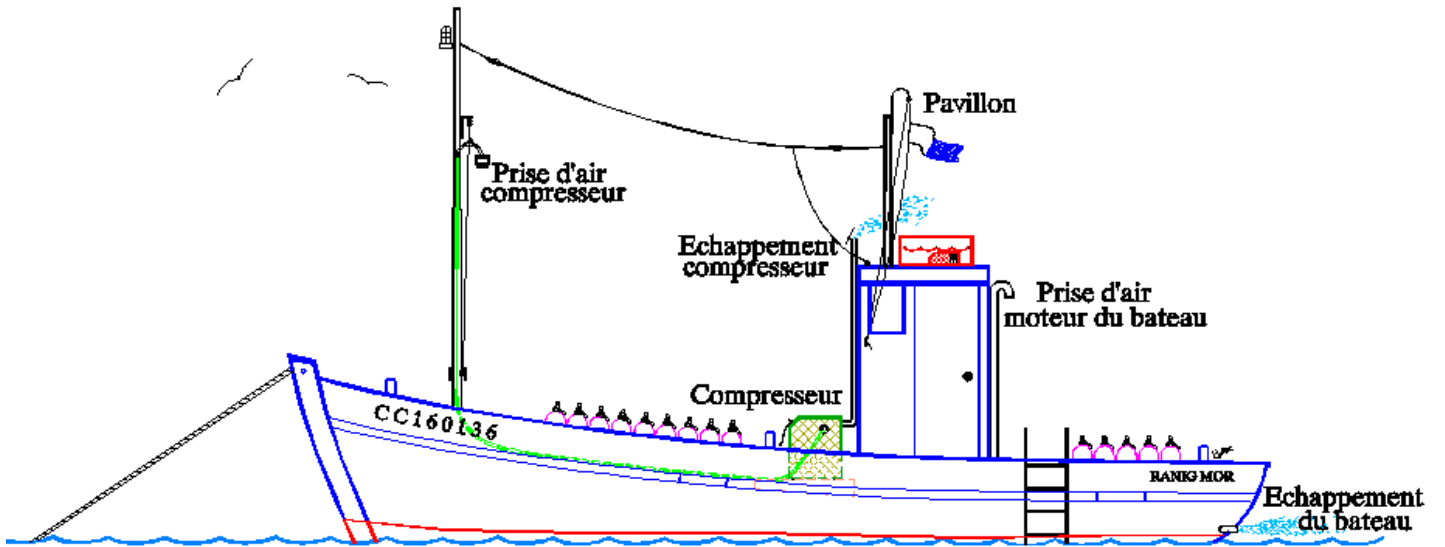 Pavillon
Prise d'air
compresseur
Echappement
compresseur
Prise d'air
moteur du bateau
Compresseur
CC160136
RANIG MOR
Echappement
du bateau